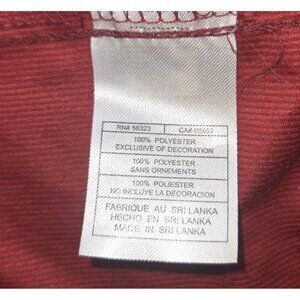 RN# 56323 CA# 05553
100% POLYESTER
EXCLUSIVE OF DECORATION
100% POLYESTER
SANS ORNEMENTS
100% POLIESTER
NO INCLUYE LA DECORACION
FABRIQUE AU SRI LANKA
HECHO EN SRI LANKA
MADE IN SRI LANKA